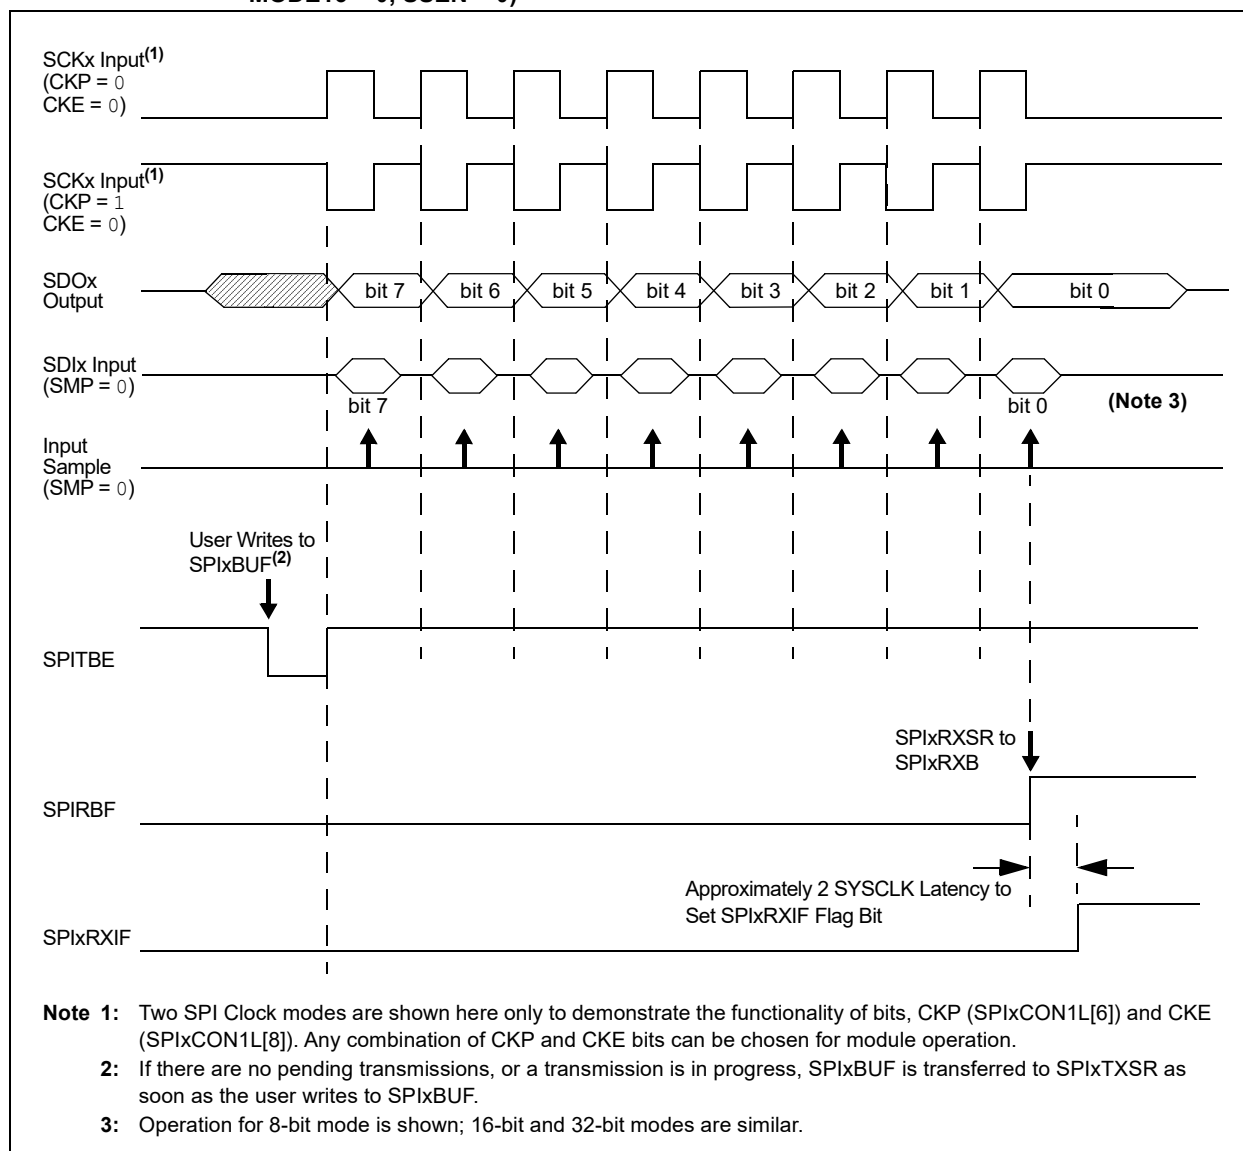 SCKx Input(1)
(CKP = 0
CKE = 0)
SCKx Input(1)
(CKP = 1
CKE = 0)
SDOx
Output
bit 7 bit 6 bit 5 bit 4 bit 3 bit 2 bit 1 bit 0
SDIx Input
(SMP = 0)
bit 7 bit 0 (Note 3)
Input
Sample
(SMP = 0)
User Writes to
SPIxBUF(2)
SPITBE
SPIxRXSR to
SPIxRXB
SPIRBF
Approximately 2 SYSCLK Latency to
Set SPIxRXIF Flag Bit
SPIxRXIF
Note 1: Two SPI Clock modes are shown here only to demonstrate the functionality of bits, CKP (SPIxCON1L[6]) and CKE
(SPIxCON1L[8]). Any combination of CKP and CKE bits can be chosen for module operation.
2: If there are no pending transmissions, or a transmission is in progress, SPIxBUF is transferred to SPIxTXSR as
soon as the user writes to SPIxBUF.
3: Operation for 8-bit mode is shown; 16-bit and 32-bit modes are similar.